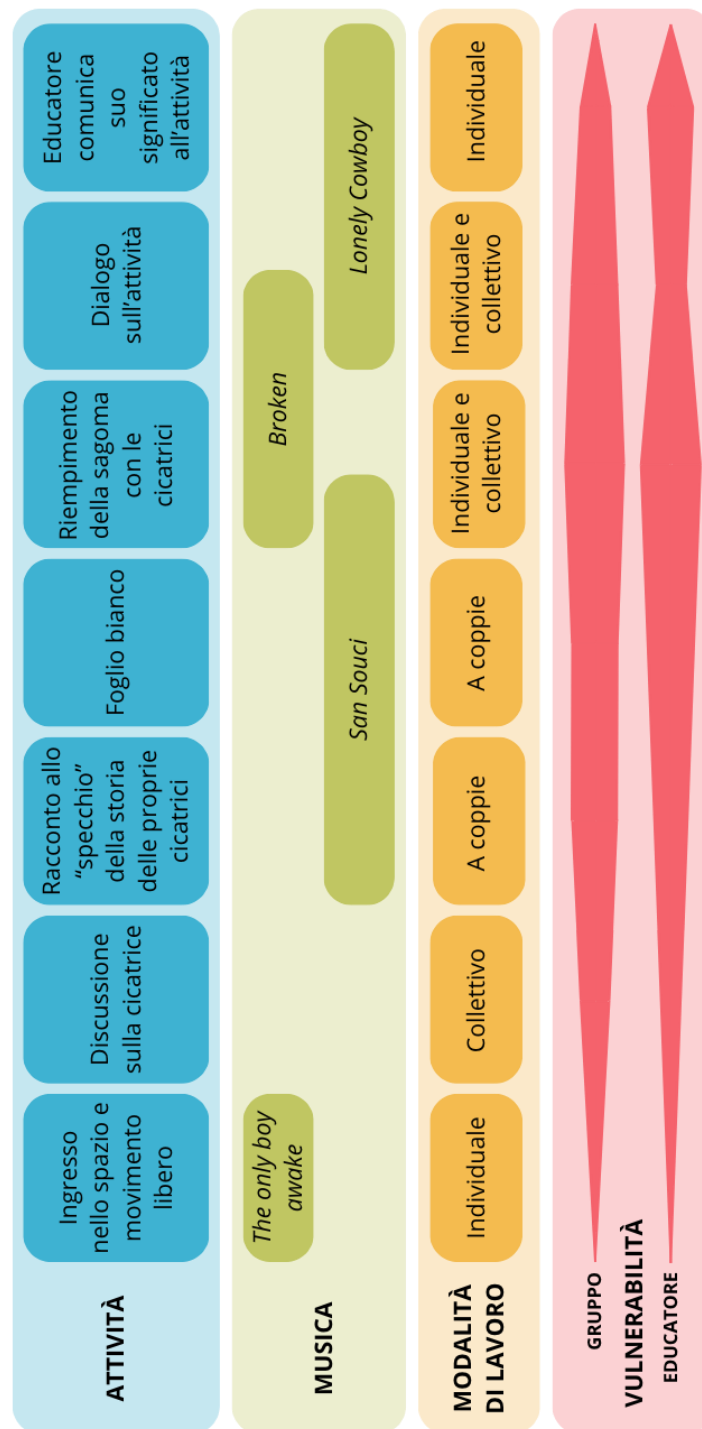 ATTIVITÀ
Ingresso
nello spazio e
movimento
libero
Discussione
sulla cicatrice
Racconto allo
“specchio”
della storia
delle proprie
cicatrici
Foglio bianco
Riempimento
della sagoma
con le
cicatrici
Dialogo
sull’attività
Educatore
comunica
suo
significato
all’attività
MUSICA
The only boy
awake
San Souci
Broken
Lonely Cowboy
MODALITÀ
DI LAVORO
Individuale
Collettivo
A coppie
A coppie
Individuale e
collettivo
Individuale e
collettivo
Individuale
GRUPPO
VULNERABILITÀ
EDUCATORE